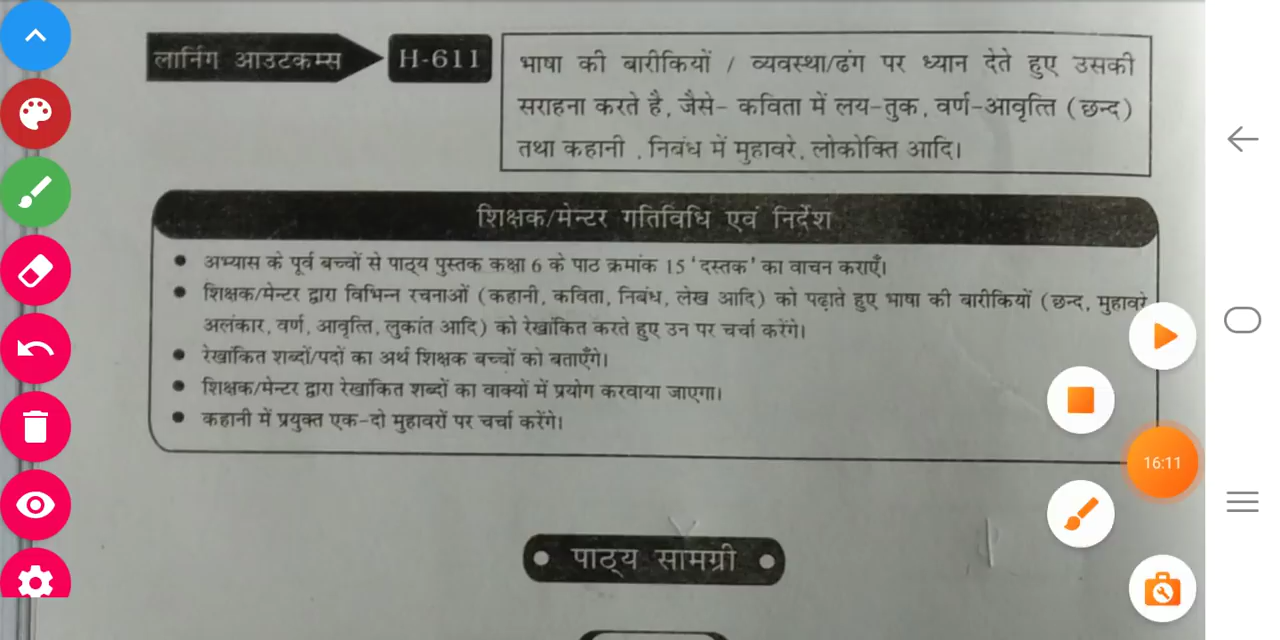 लार्निंग आउटकम्स H-611
भाषा की बारीकियों / व्यवस्था/ढंग पर ध्यान देते हुए उसकी
सराहना करते है, जैसे- कविता में लय-तुक, वर्ण-आवृत्ति (छन्द)
तथा कहानी , निबंध में मुहावरे, लोकोक्ति आदि।
शिक्षक/मेन्टर गतिविधि एवं निर्देश
• अभ्यास के पूर्व बच्चों से पाठ्य पुस्तक कक्षा 6 के पाठ क्रमांक 15 'दस्तक' का वाचन कराएँ।
• शिक्षक/मेन्टर द्वारा विभिन्न रचनाओं (कहानी, कविता, निबंध, लेख आदि) को पढ़ाते हुए भाषा की बारीकियों (छन्द, मुहावरे
अलंकार, वर्ण, आवृत्ति, लुकांत आदि) को रेखांकित करते हुए उन पर चर्चा करेंगे।
• रेखांकित शब्दों/पदों का अर्थ शिक्षक बच्चों को बताएँगे।
• शिक्षक/मेन्टर द्वारा रेखांकित शब्दों का वाक्यों में प्रयोग करवाया जाएगा।
• कहानी में प्रयुक्त एक-दो मुहावरों पर चर्चा करेंगे।
16:11
पाठ्य सामग्री